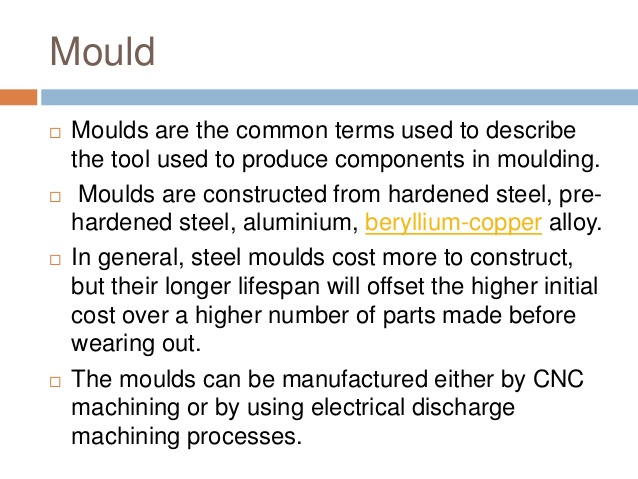 Mould
Moulds are the common terms used to describe
the tool used to produce components in moulding.
Moulds are constructed from hardened steel, pre-
hardened steel, aluminium, beryllium-copper alloy.
In general, steel moulds cost more to construct,
but their longer lifespan will offset the higher initial
cost over a higher number of parts made before
wearing out.
The moulds can be manufactured either by CNC
machining or by using electrical discharge
machining processes.